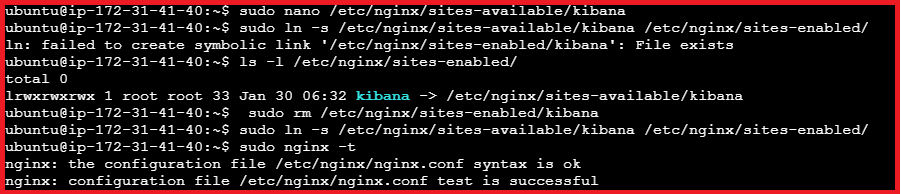 ubuntu@ip-172-31-41-40:~$ sudo nano /etc/nginx/sites-available/kibana
ubuntu@ip-172-31-41-40:~$ sudo ln -s /etc/nginx/sites-available/kibana /etc/nginx/sites-enabled/
ln: failed to create symbolic link '/etc/nginx/sites-enabled/kibana': File exists
ubuntu@ip-172-31-41-40:~$ ls -l /etc/nginx/sites-enabled/
total 0
lrwxrwxrwx 1 root root 33 Jan 30 06:32 kibana -> /etc/nginx/sites-available/kibana
ubuntu@ip-172-31-41-40:~$  sudo rm /etc/nginx/sites-enabled/kibana
ubuntu@ip-172-31-41-40:~$ sudo ln -s /etc/nginx/sites-available/kibana /etc/nginx/sites-enabled/
ubuntu@ip-172-31-41-40:~$ sudo nginx -t
nginx: the configuration file /etc/nginx/nginx.conf syntax is ok
nginx: configuration file /etc/nginx/nginx.conf test is successful